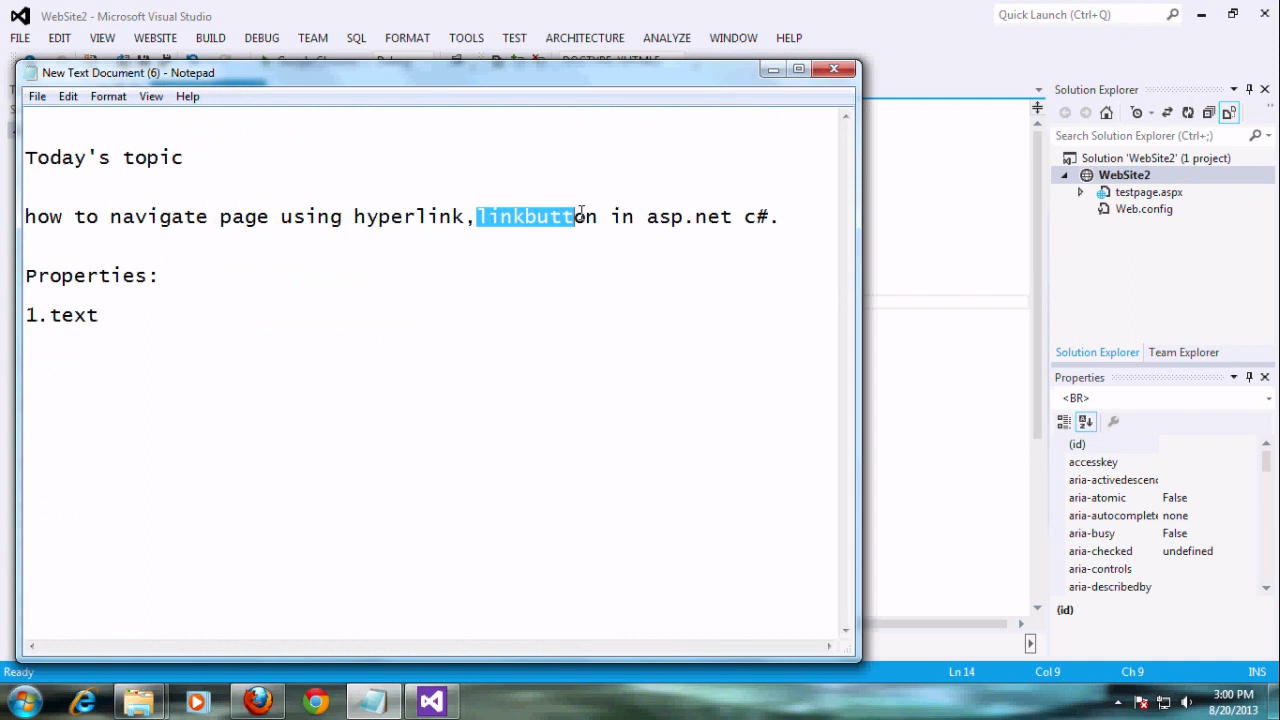 WebSite2 - Microsoft Visual Studio
Quick Launch (Ctrl+Q)
FILE EDIT VIEW WEBSITE BUILD DEBUG TEAM SQL FORMAT TOOLS TEST ARCHITECTURE ANALYZE WINDOW HELP
New Text Document (6) - Notepad
File Edit Format View Help
Today's topic
how to navigate page using hyperlink,linkbutton in asp.net c#.
Properties:
1.text
Solution Explorer
Search Solution Explorer (Ctrl+;)
Solution 'WebSite2' (1 project)
WebSite2
testpage.aspx
Web.config
Solution Explorer Team Explorer
Properties
<BR>
(id)
accesskey
aria-activedescenc
aria-atomic False
aria-autocomplete none
aria-busy False
aria-checked undefined
aria-controls
aria-describedby
(id)
Ready Ln 14 Col 9 Ch 9 INS
3:00 PM
8/20/2013